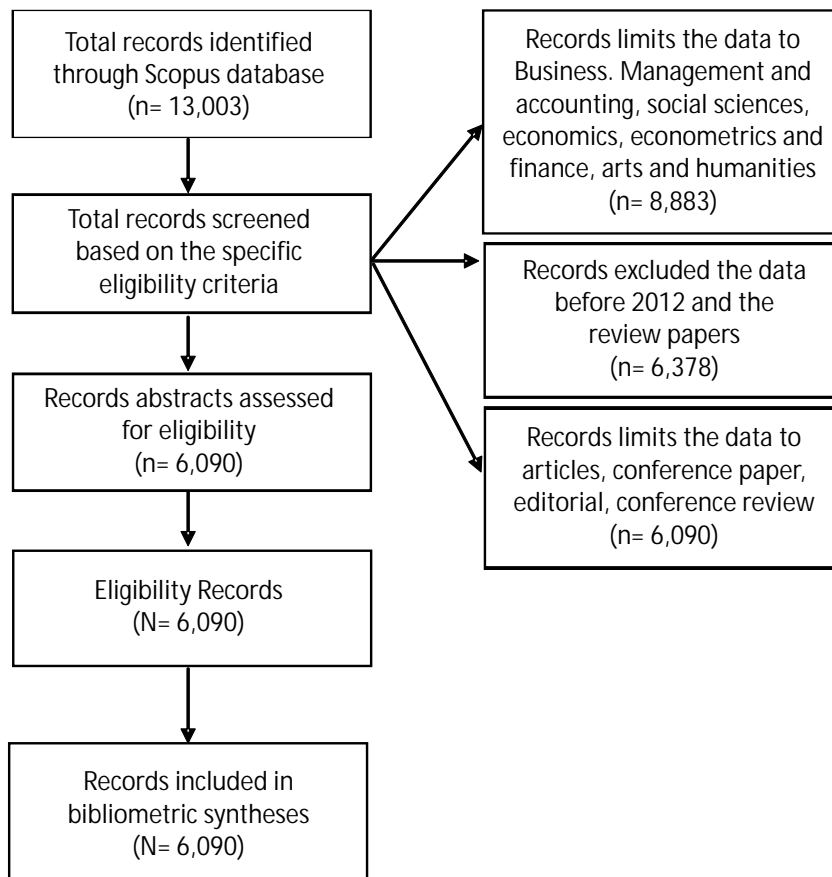 Total records identified
through Scopus database
(n= 13,003)
Total records screened
based on the specific
eligibility criteria
Records abstracts assessed
for eligibility
(n= 6,090)
Eligibility Records
(N= 6,090)
Records included in
bibliometric syntheses
(N= 6,090)
Records limits the data to
Business. Management and
accounting, social sciences,
economics, econometrics and
finance, arts and humanities
(n= 8,883)
Records excluded the data
before 2012 and the
review papers
(n= 6,378)
Records limits the data to
articles, conference paper,
editorial, conference review
(n= 6,090)